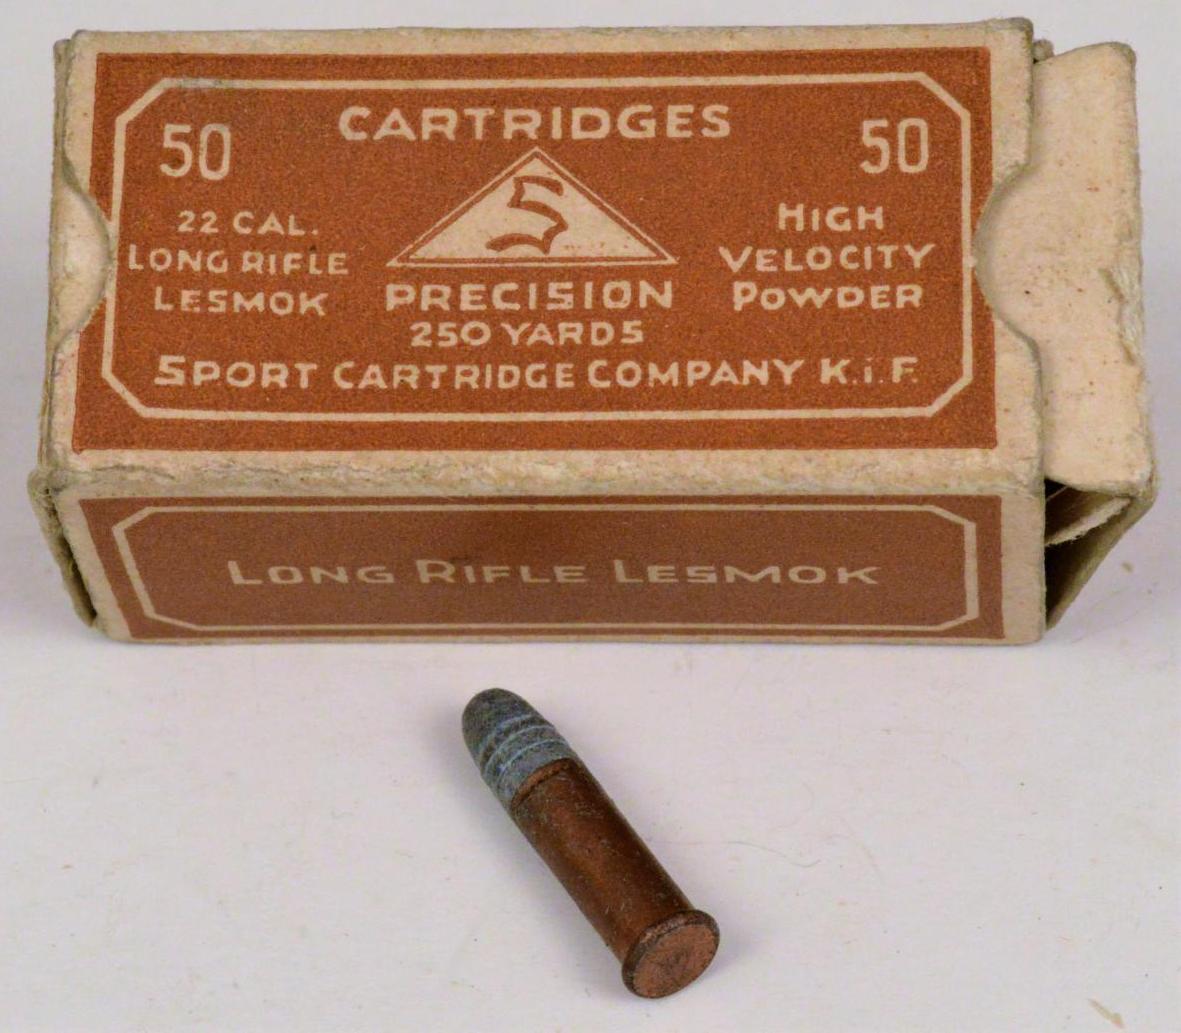 CARTRIDGES
50 50
22 CAL.
LONG RIFLE
LESMOK
S
PRECISION
250 YARDS
HIGH
VELOCITY
POWDER
SPORT CARTRIDGE COMPANY K.i.F.
LONG RIFLE LESMOK